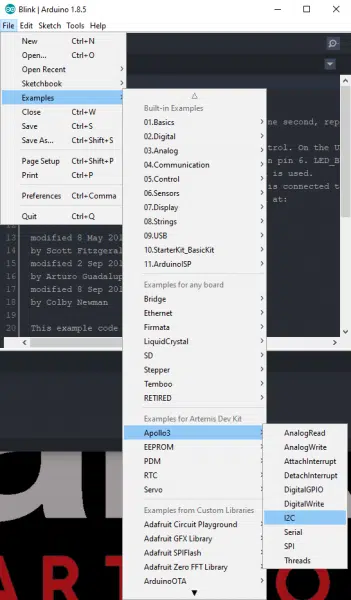 Blink | Arduino 1.8.5
File Edit Sketch Tools Help
New Ctrl+N
Open... Ctrl+O
Open Recent
Sketchbook
Examples
Close Ctrl+W
Save Ctrl+S
Save As... Ctrl+Shift+S
Page Setup Ctrl+Shift+P
Print Ctrl+P
Preferences Ctrl+Comma
Quit Ctrl+Q
Built-in Examples
01.Basics
02.Digital
03.Analog
04.Communication
05.Control
06.Sensors
07.Display
08.Strings
09.USB
10.StarterKit_BasicKit
11.ArduinoISP
Examples for any board
Bridge
Ethernet
Firmata
LiquidCrystal
SD
Stepper
Temboo
RETIRED
Examples for Artemis Dev Kit
Apollo3
EEPROM
PDM
RTC
Servo
Examples from Custom Libraries
Adafruit Circuit Playground
Adafruit GFX Library
Adafruit SPIFlash
Adafruit Zero FFT Library
ArduinoOTA
AnalogRead
AnalogWrite
AttachInterrupt
DetachInterrupt
DigitalGPIO
DigitalWrite
I2C
Serial
SPI
Threads
ne second, rep
trol. On the U
n pin 6. LED_B
is used.
is connected t
at:
13 modified 8 May 20
14 by Scott Fitzgeral
15 modified 2 Sep 201
16 by Arturo Guadalup
17 modified 8 Sep 201
18 by Colby Newman
19
20 This example code